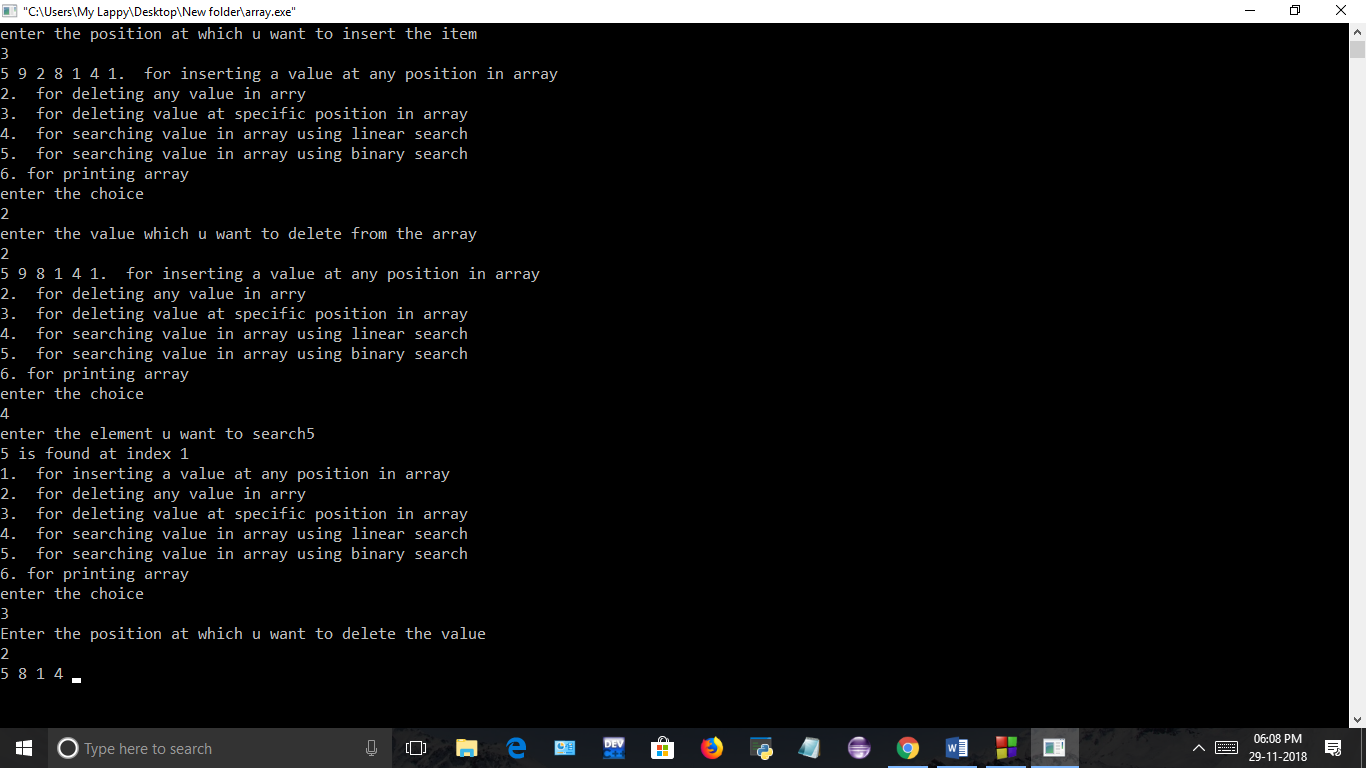 "C:\Users\My Lappy\Desktop\New folder\array.exe"
enter the position at which u want to insert the item
3
5 9 2 8 1 4 1.  for inserting a value at any position in array
2.  for deleting any value in arry
3.  for deleting value at specific position in array
4.  for searching value in array using linear search
5.  for searching value in array using binary search
6. for printing array
enter the choice
2
enter the value which u want to delete from the array
2
5 9 8 1 4 1.  for inserting a value at any position in array
2.  for deleting any value in arry
3.  for deleting value at specific position in array
4.  for searching value in array using linear search
5.  for searching value in array using binary search
6. for printing array
enter the choice
4
enter the element u want to search5
5 is found at index 1
1.  for inserting a value at any position in array
2.  for deleting any value in arry
3.  for deleting value at specific position in array
4.  for searching value in array using linear search
5.  for searching value in array using binary search
6. for printing array
enter the choice
3
Enter the position at which u want to delete the value
2
5 8 1 4
Type here to search
DEV
06:08 PM
29-11-2018